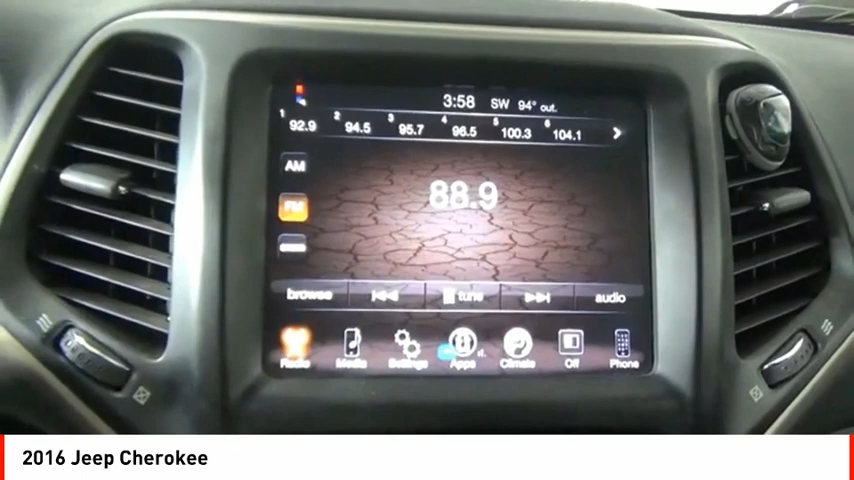 3:58 SW 94° out.
1 92.9 2 94.5 3 95.7 4 96.5 5 100.3 6 104.1
AM
88.9
FM
browse tune audio
Radio Media Settings Apps Climate Off Phone
2016 Jeep Cherokee